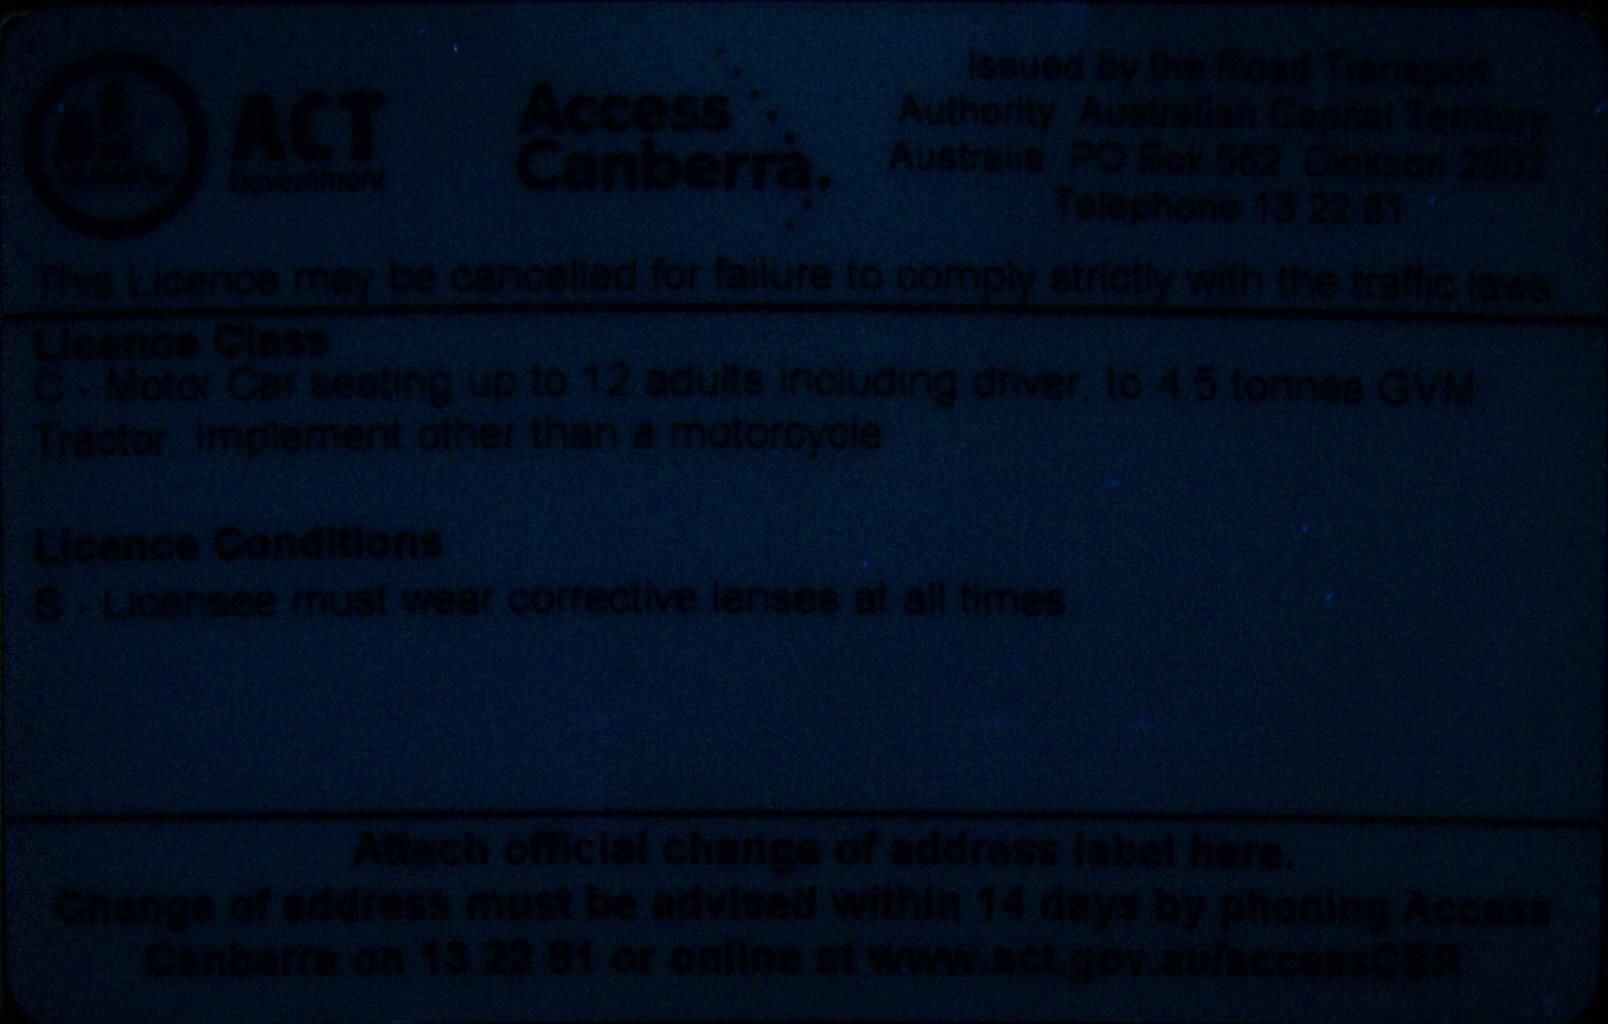 ACT
Government
Access
Canberra.
Issued by the Road Transport
Authority Australian Capital Territory
Australia PO Box 582 Dickson 2602
Telephone 13 22 81
This Licence may be cancelled for failure to comply strictly with the traffic laws.
Licence Class
C - Motor Car seating up to 12 adults including driver, to 4.5 tonnes GVM,
Tractor, Implement other than a motorcycle
Licence Conditions
S - Licensee must wear corrective lenses at all times
Attach official change of address label here.
Change of address must be advised within 14 days by phoning Access
Canberra on 13 22 81 or online at www.act.gov.au/accessCBR